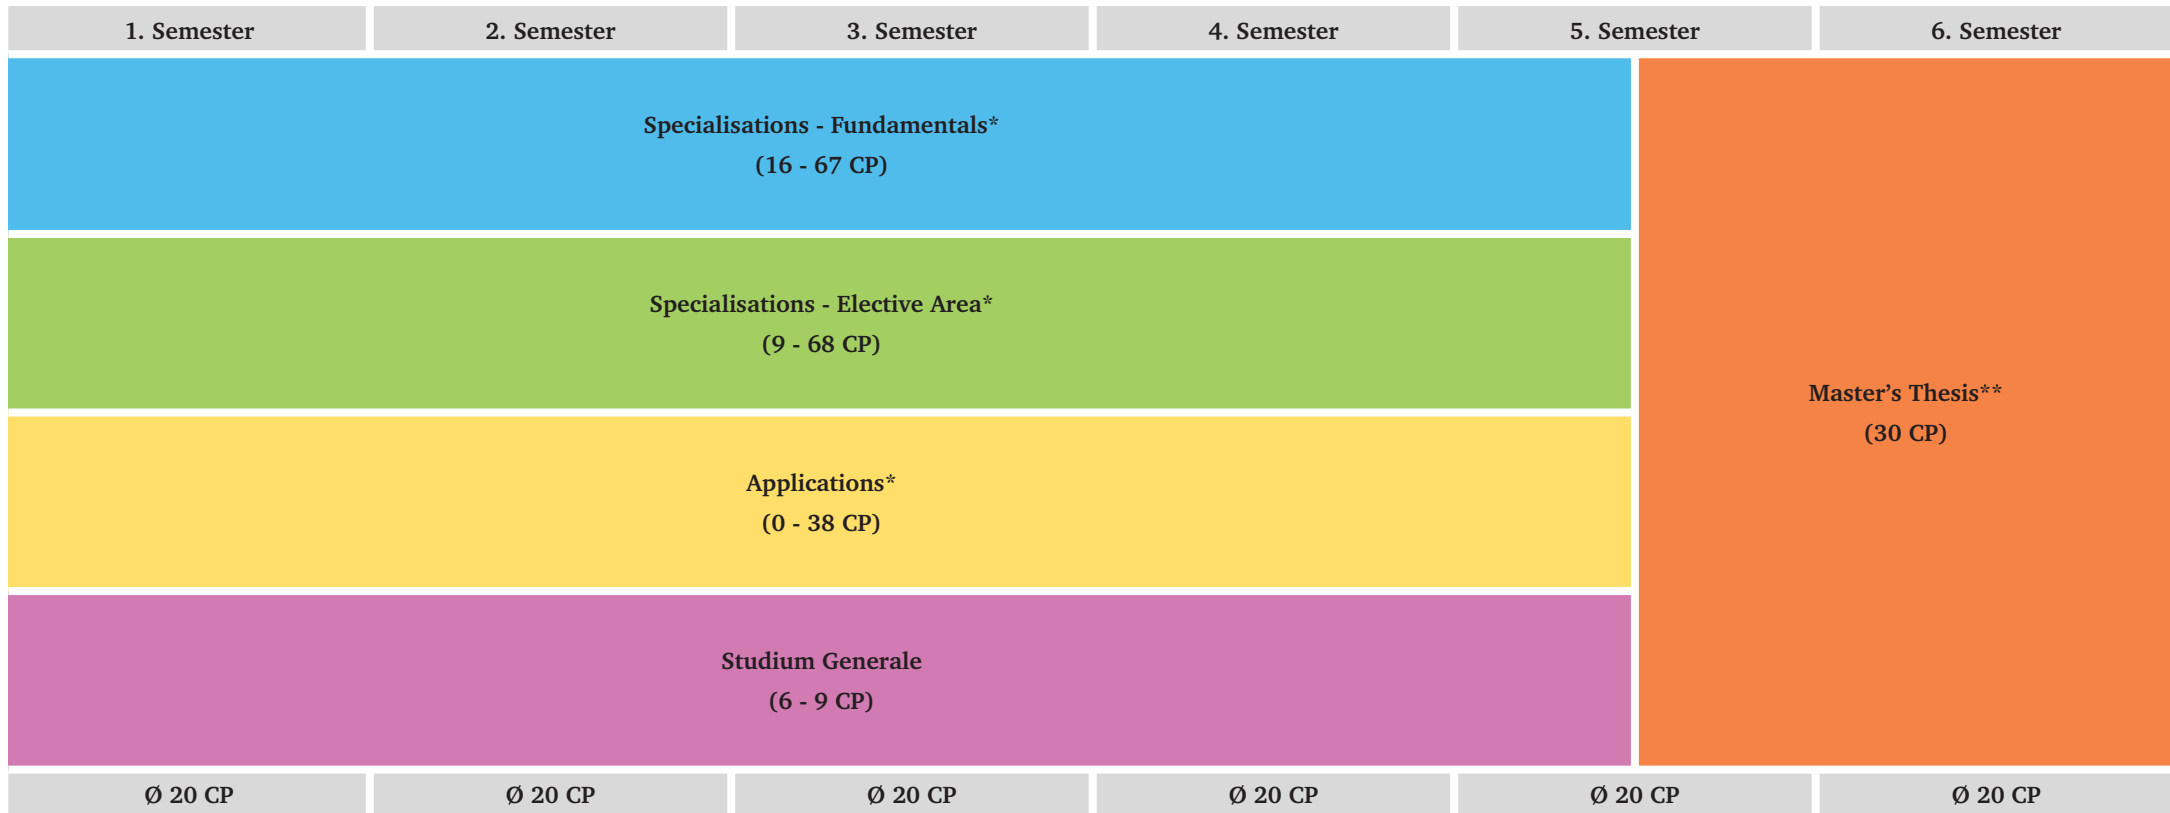 1. Semester 2. Semester 3. Semester 4. Semester 5. Semester 6. Semester
Specialisations - Fundamentals*
(16 - 67 CP)
Specialisations - Elective Area*
(9 - 68 CP)
Applications*
(0 - 38 CP)
Studium Generale
(6 - 9 CP)
Master’s Thesis**
(30 CP)
Ø 20 CP Ø 20 CP Ø 20 CP Ø 20 CP Ø 20 CP Ø 20 CP